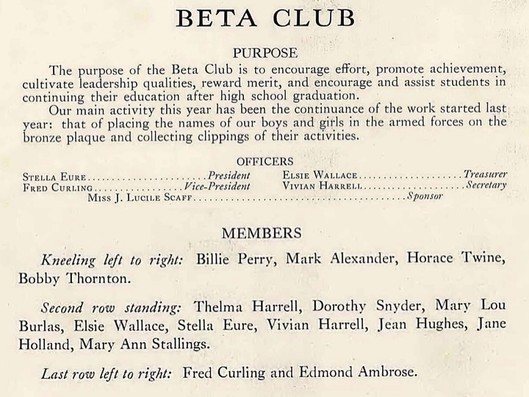 BETA CLUB
PURPOSE
The purpose of the Beta Club is to encourage effort, promote achievement,
cultivate leadership qualities, reward merit, and encourage and assist students in
continuing their education after high school graduation.
Our main activity this year has been the continuance of the work started last
year: that of placing the names of our boys and girls in the armed forces on the
bronze plaque and collecting clippings of their activities.
OFFICERS
STELLA EURE..................President ELSIE WALLACE..................Treasurer
FRED CURLING.............Vice-President VIVIAN HARRELL..................Secretary
MISS J. LUCILE SCAFF....................................Sponsor
MEMBERS
Kneeling left to right: Billie Perry, Mark Alexander, Horace Twine,
Bobby Thornton.
Second row standing: Thelma Harrell, Dorothy Snyder, Mary Lou
Burlas, Elsie Wallace, Stella Eure, Vivian Harrell, Jean Hughes, Jane
Holland, Mary Ann Stallings.
Last row left to right: Fred Curling and Edmond Ambrose.